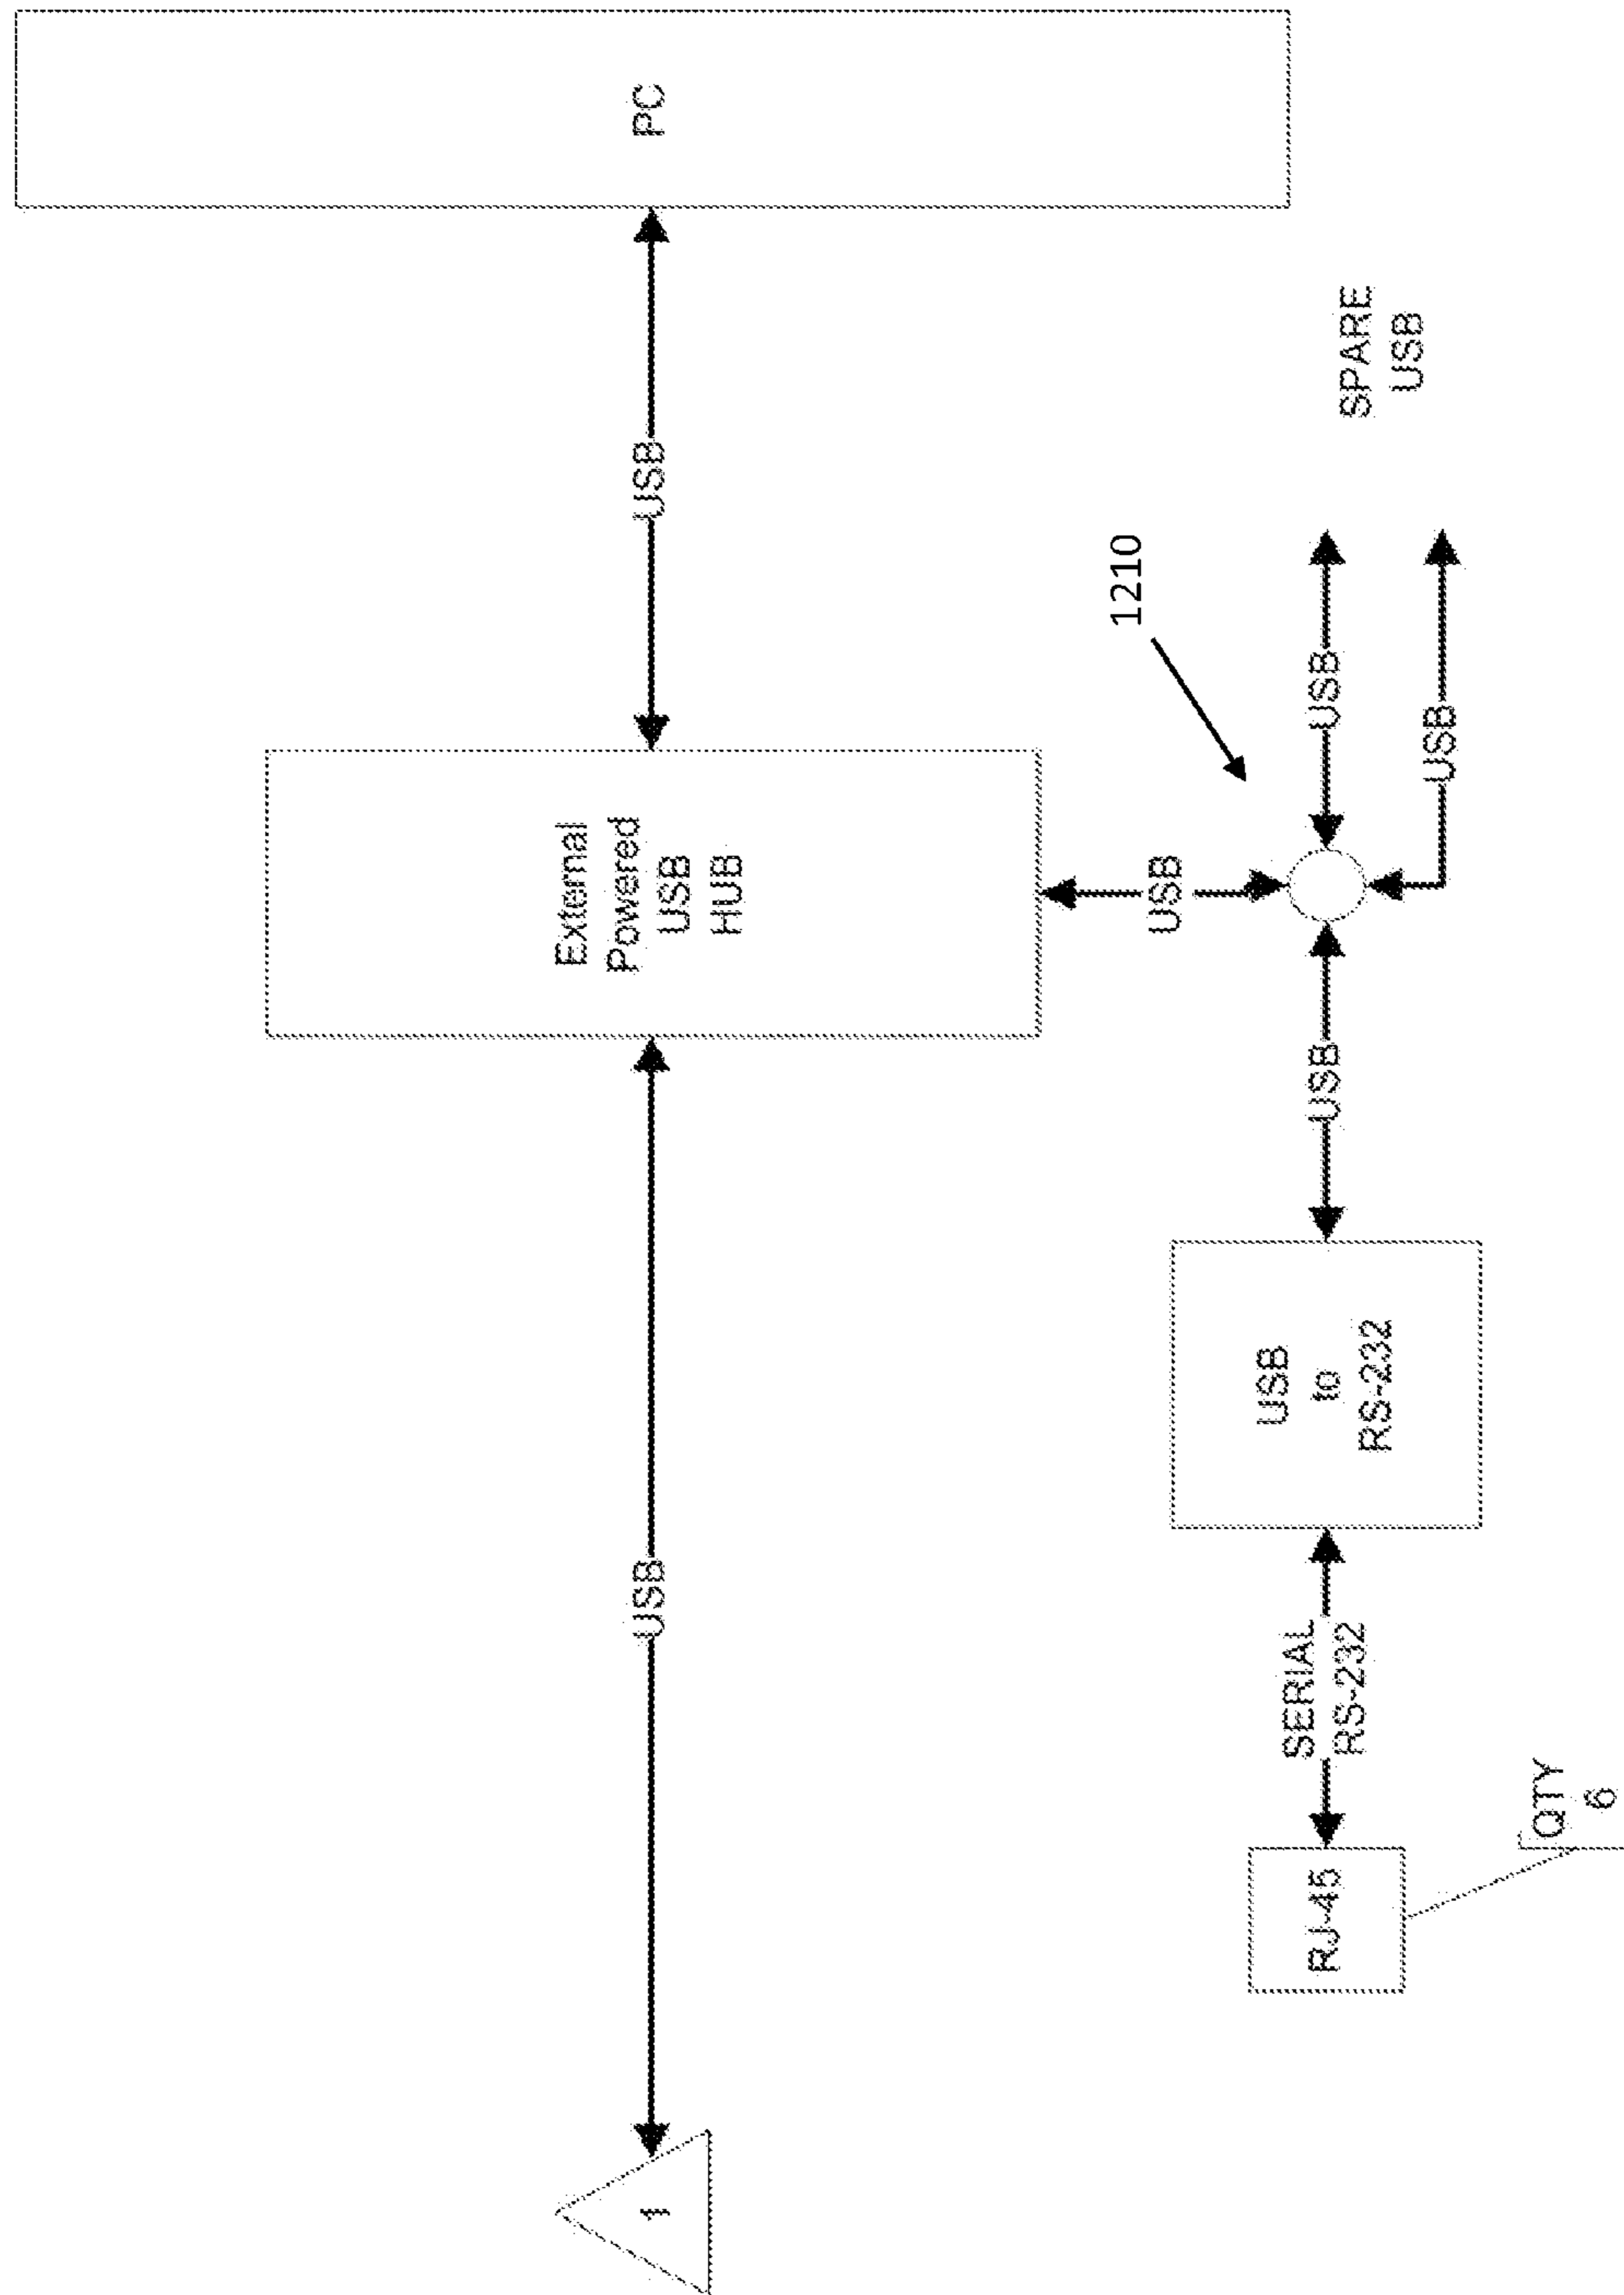 PC
USB
External
Powered
USB
HUB
USB
1
USB
1210
USB
USB
SPARE
USB
USB
USB
to
RS-232
SERIAL
RS-232
RJ-45
QTY
6